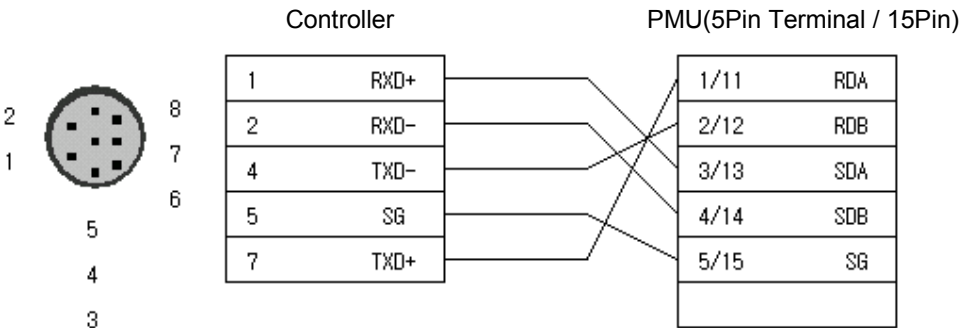 Controller
PMU(5Pin Terminal / 15Pin)
2
1
8
7
6
5
4
3
1 RXD+
2 RXD-
4 TXD-
5 SG
7 TXD+
1/11 RDA
2/12 RDB
3/13 SDA
4/14 SDB
5/15 SG